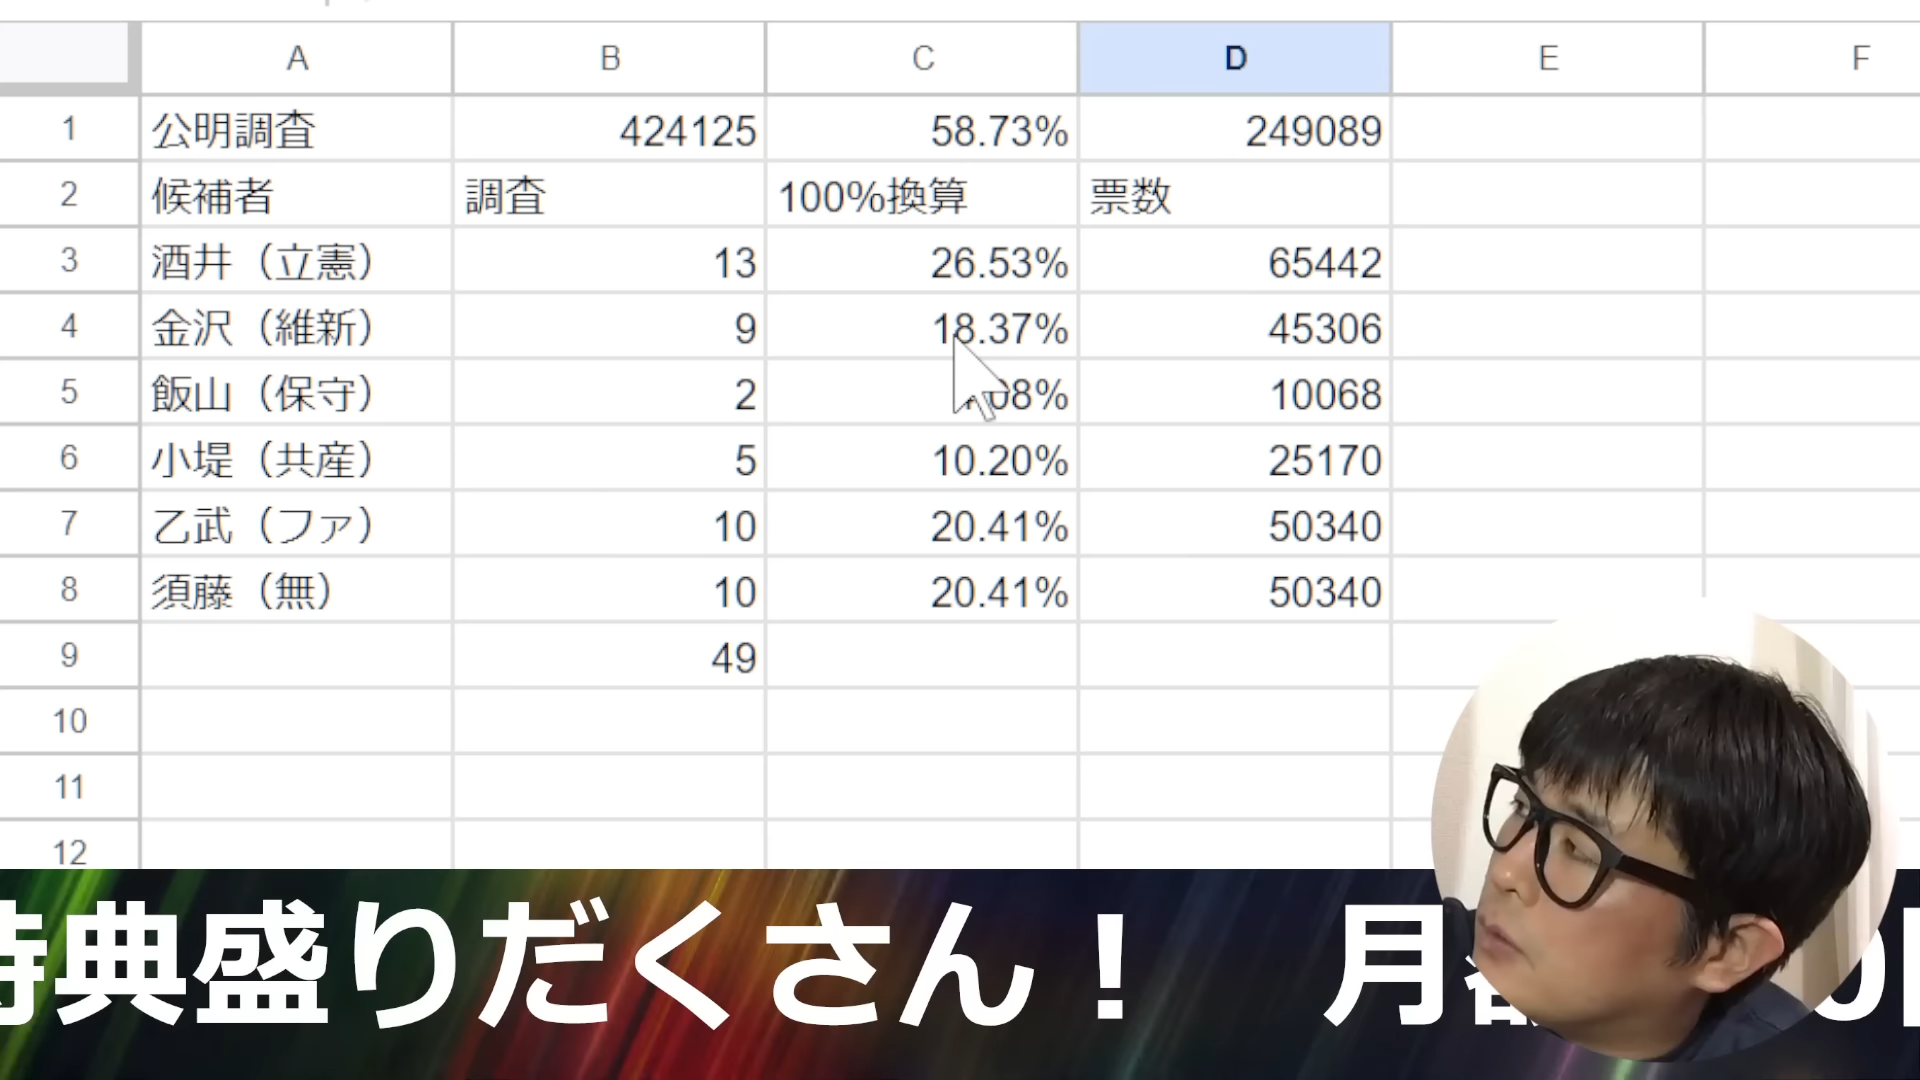 A B C D E F
1 公明調査 424125 58.73% 249089
2 候補者 調査 100%換算 票数
3 酒井（立憲） 13 26.53% 65442
4 金沢（維新） 9 18.37% 45306
5 飯山（保守） 2 08% 10068
6 小堤（共産） 5 10.20% 25170
7 乙武（ファ） 10 20.41% 50340
8 須藤（無） 10 20.41% 50340
9 49
10
11
12
典盛りだくさん！ 月